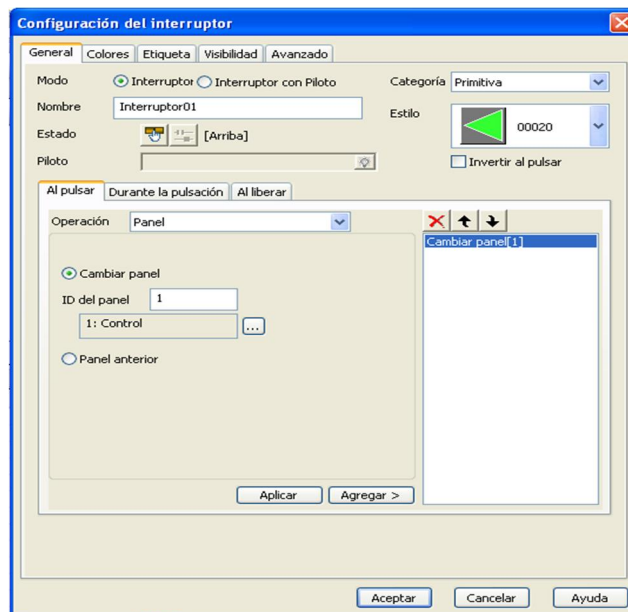 Configuración del interruptor
General Colores Etiqueta Visibilidad Avanzado
Modo Interruptor Interruptor con Piloto Categoría Primitiva
Nombre Interruptor01
Estilo 00020
Estado [Arriba]
Piloto Invertir al pulsar
Al pulsar Durante la pulsación Al liberar
Operación Panel
Cambiar panel[1]
Cambiar panel
ID del panel 1
1: Control ...
Panel anterior
Aplicar Agregar >
Aceptar Cancelar Ayuda